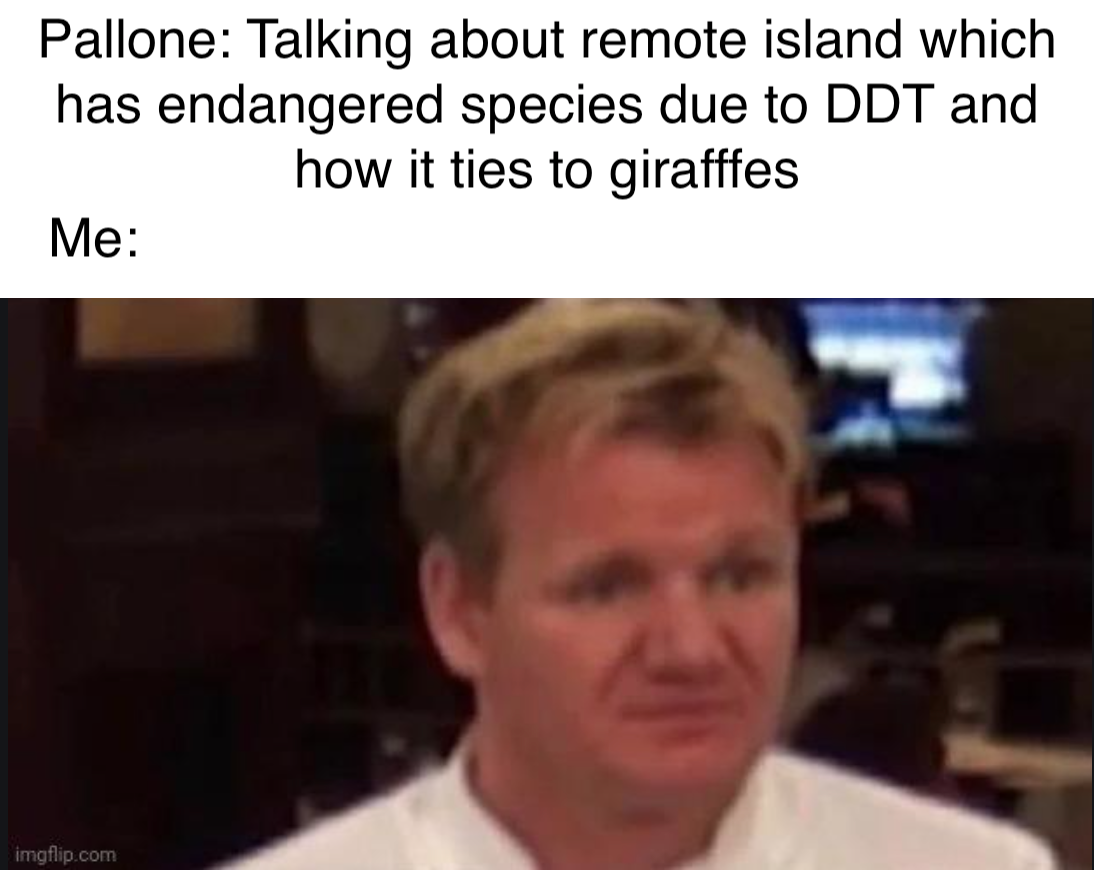 Pallone: Talking about remote island which
has endangered species due to DDT and
how it ties to girafffes
Me:
imgflip.com